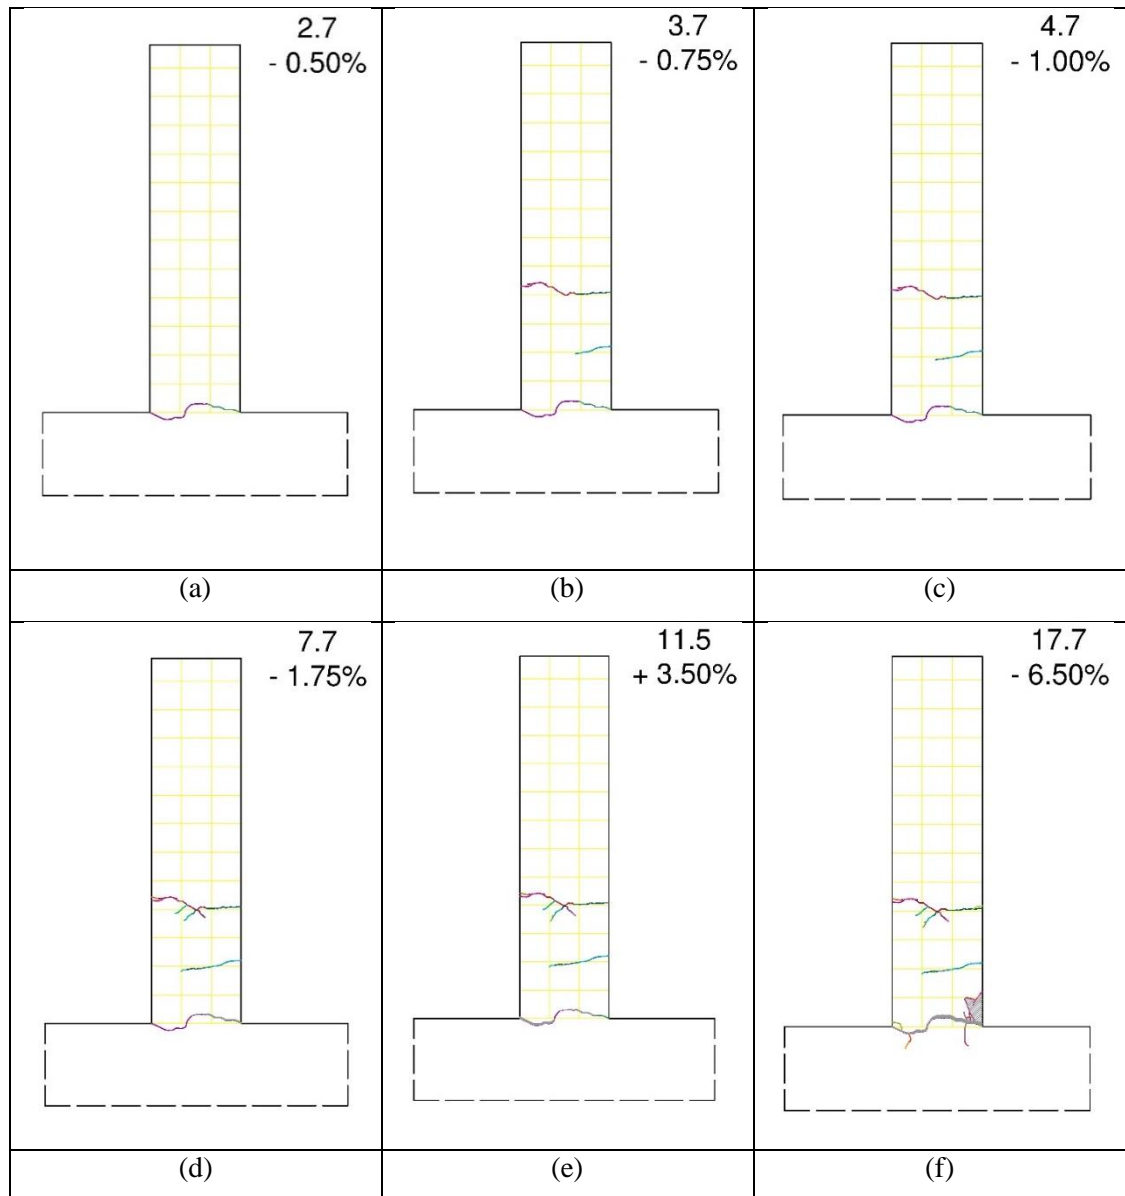 2.7
- 0.50%
3.7
- 0.75%
4.7
- 1.00%
(a)
(b)
(c)
7.7
- 1.75%
11.5
+ 3.50%
17.7
- 6.50%
(d)
(e)
(f)